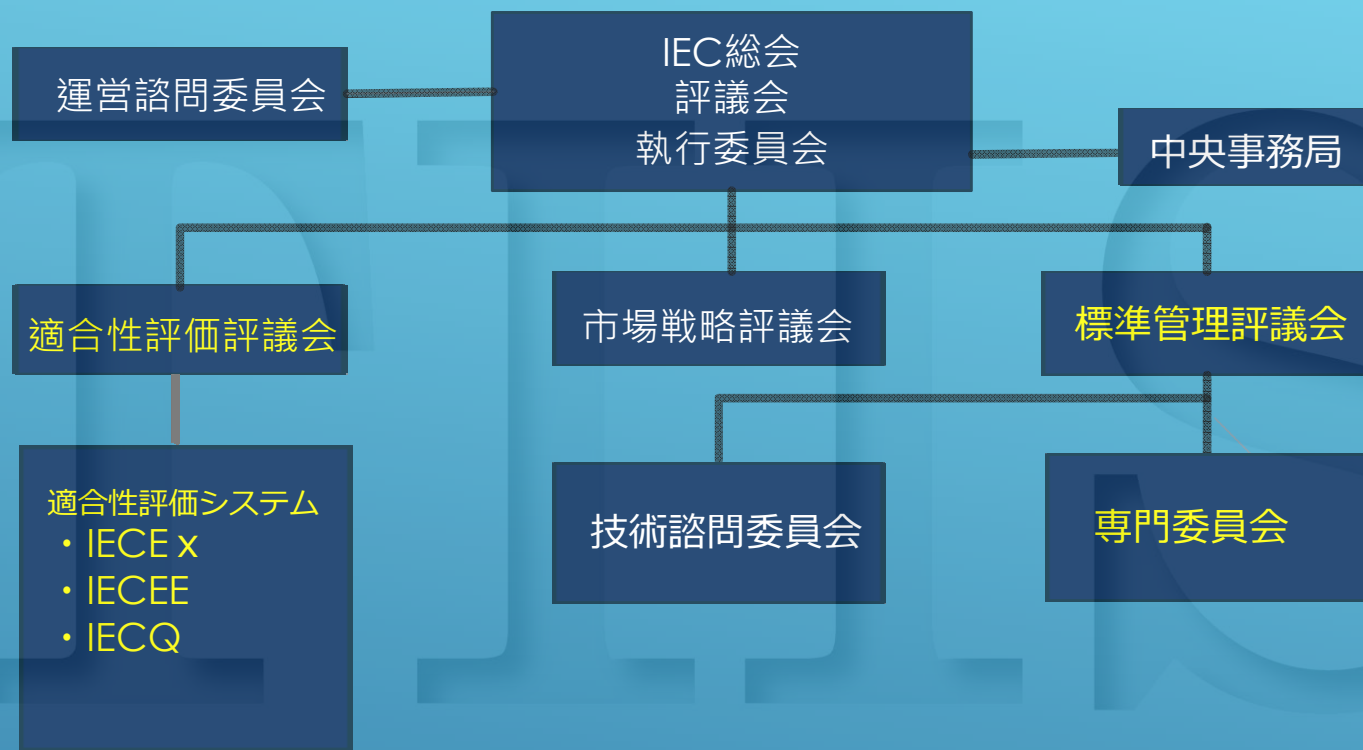 IEC総会
評議会
執行委員会
運営諮問委員会
中央事務局
適合性評価評議会
市場戦略評議会
標準管理評議会
適合性評価システム
・IECEx
・IECEE
・IECQ
技術諮問委員会
専門委員会